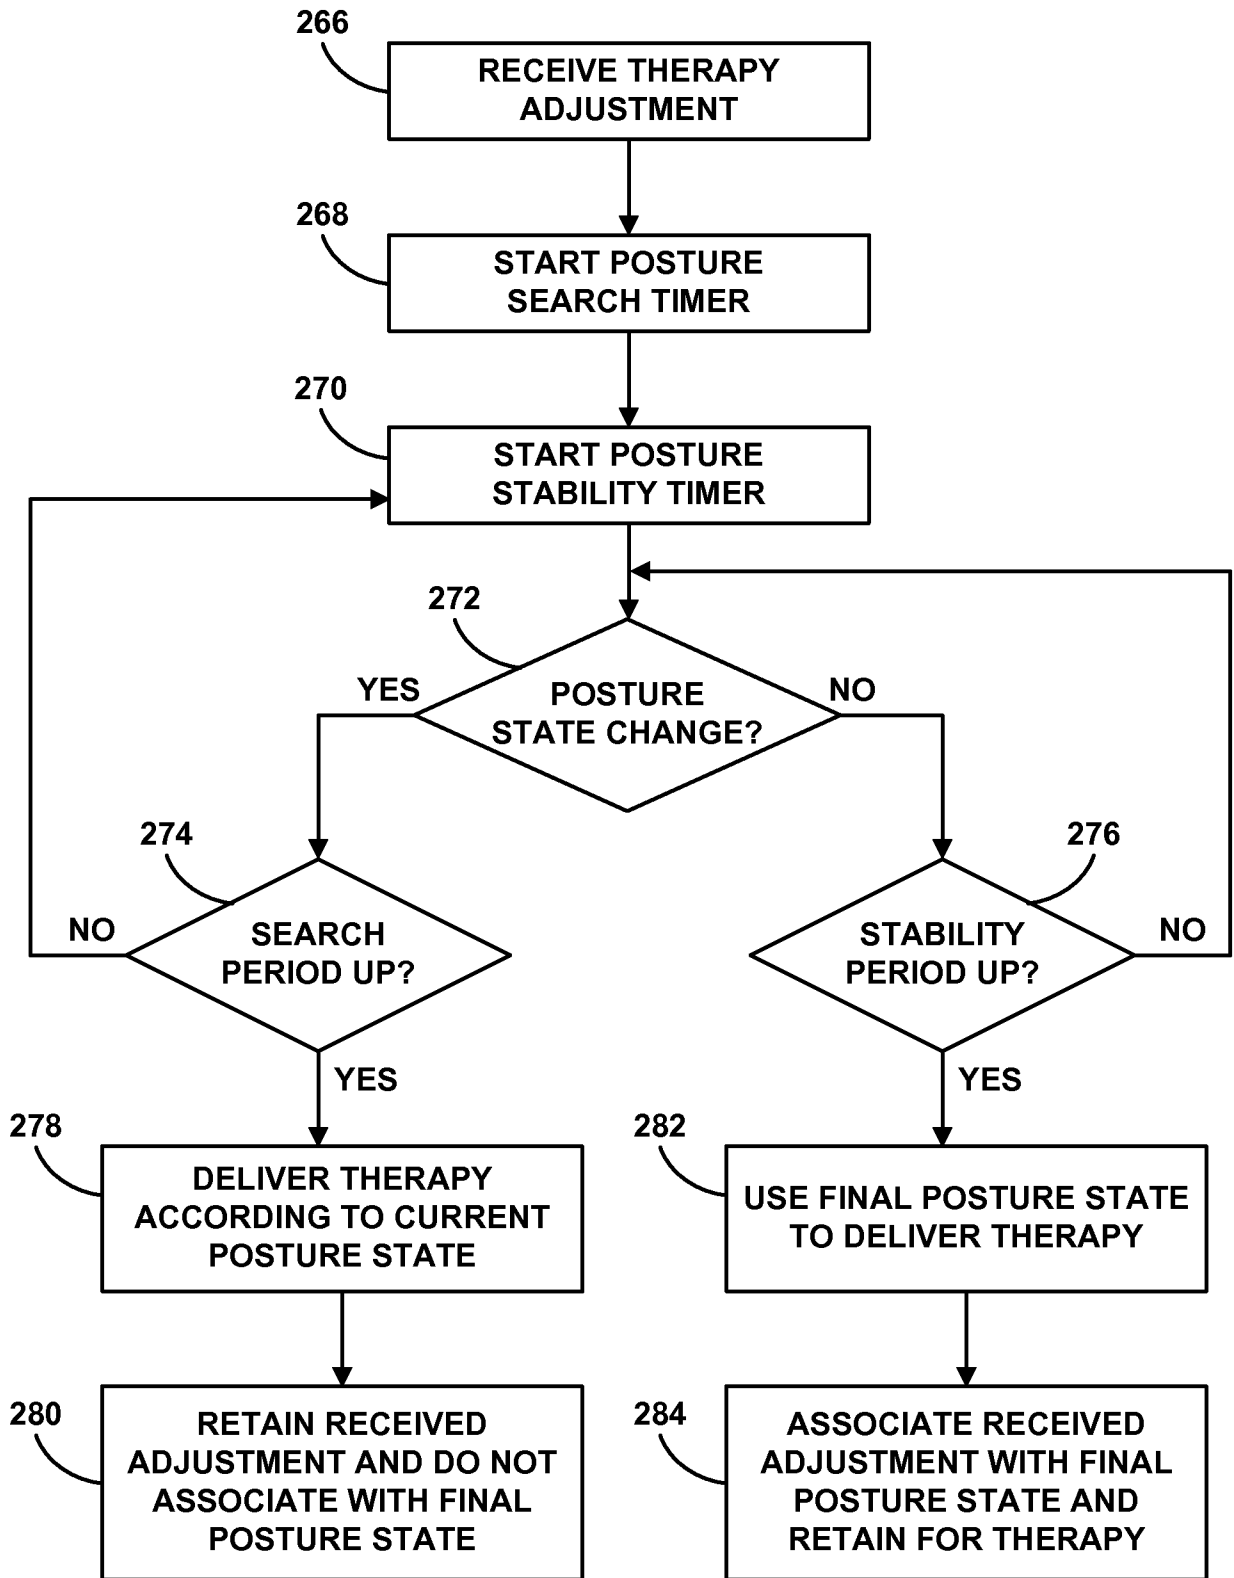 266
RECEIVE THERAPY
ADJUSTMENT
268
START POSTURE
SEARCH TIMER
270
START POSTURE
STABILITY TIMER
272
YES
POSTURE
STATE CHANGE?
NO
274
276
NO
SEARCH
PERIOD UP?
STABILITY
PERIOD UP?
NO
YES
YES
278
DELIVER THERAPY
ACCORDING TO CURRENT
POSTURE STATE
282
USE FINAL POSTURE STATE
TO DELIVER THERAPY
280
RETAIN RECEIVED
ADJUSTMENT AND DO NOT
ASSOCIATE WITH FINAL
POSTURE STATE
284
ASSOCIATE RECEIVED
ADJUSTMENT WITH FINAL
POSTURE STATE AND
RETAIN FOR THERAPY